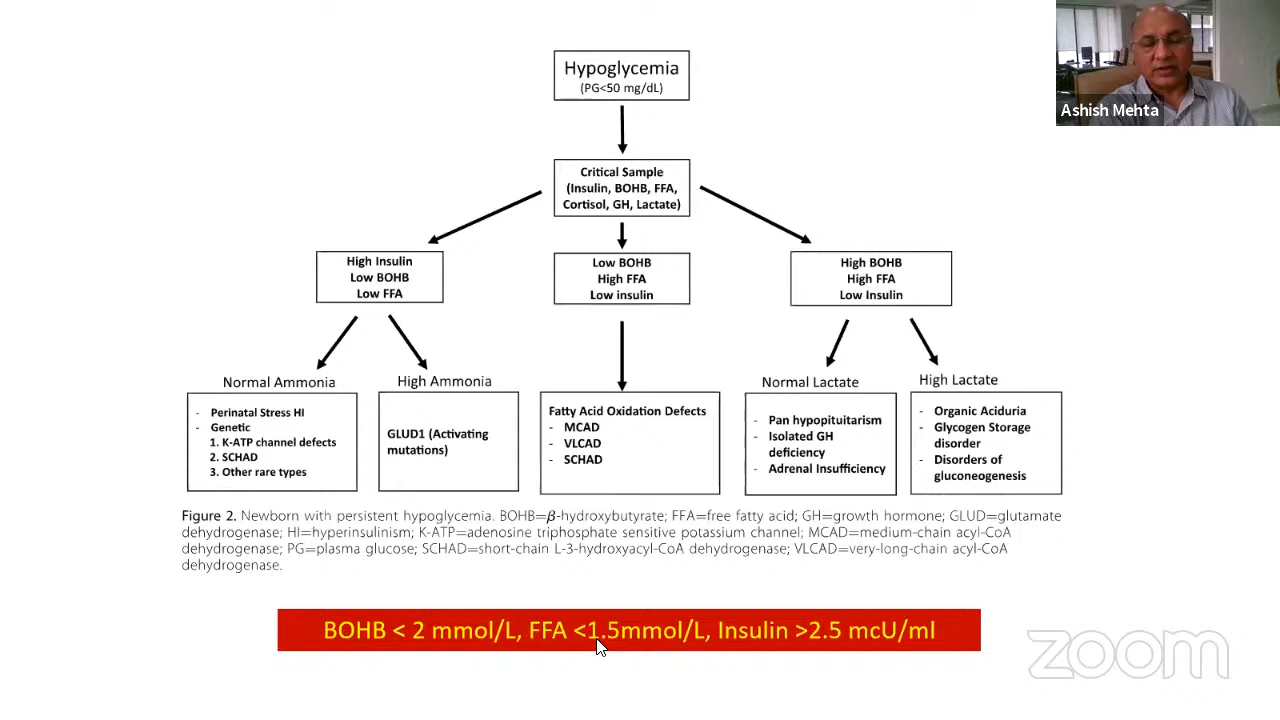 Hypoglycemia
(PG<50 mg/dL)
Ashish Mehta
Critical Sample
(Insulin, BOHB, FFA,
Cortisol, GH, Lactate)
High Insulin
Low BOHB
Low FFA
Low BOHB
High FFA
Low insulin
High BOHB
High FFA
Low Insulin
Normal Ammonia
- Perinatal Stress HI
- Genetic
1. K-ATP channel defects
2. SCHAD
3. Other rare types
High Ammonia
GLUD1 (Activating
mutations)
Fatty Acid Oxidation Defects
- MCAD
- VLCAD
- SCHAD
Normal Lactate
- Pan hypopituitarism
- Isolated GH
deficiency
- Adrenal Insufficiency
High Lactate
- Organic Aciduria
- Glycogen Storage
disorder
- Disorders of
gluconeogenesis
Figure 2. Newborn with persistent hypoglycemia. BOHB=β-hydroxybutyrate; FFA=free fatty acid; GH=growth hormone; GLUD=glutamate
dehydrogenase; HI=hyperinsulinism; K-ATP=adenosine triphosphate sensitive potassium channel; MCAD=medium-chain acyl-CoA
dehydrogenase; PG=plasma glucose; SCHAD=short-chain L-3-hydroxyacyl-CoA dehydrogenase; VLCAD=very-long-chain acyl-CoA
dehydrogenase.
BOHB < 2 mmol/L, FFA <1.5mmol/L, Insulin >2.5 mcU/ml
zoom